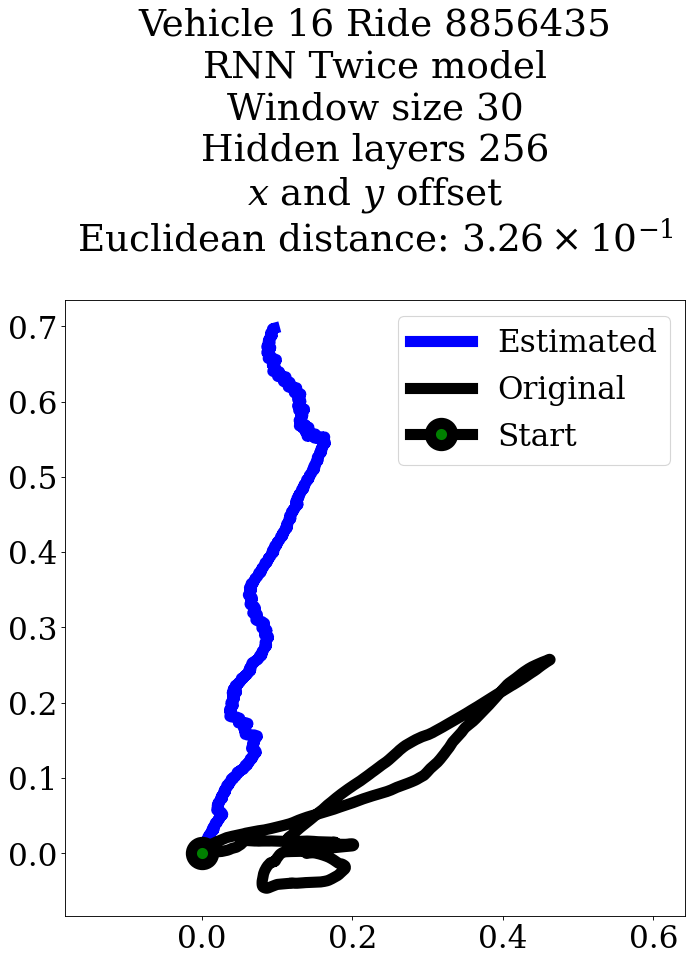 Vehicle 16 Ride 8856435
RNN Twice model
Window size 30
Hidden layers 256
x and y offset
Euclidean distance: 3.26 × 10⁻¹
Estimated
Original
Start
0.7
0.6
0.5
0.4
0.3
0.2
0.1
0.0
0.0 0.2 0.4 0.6